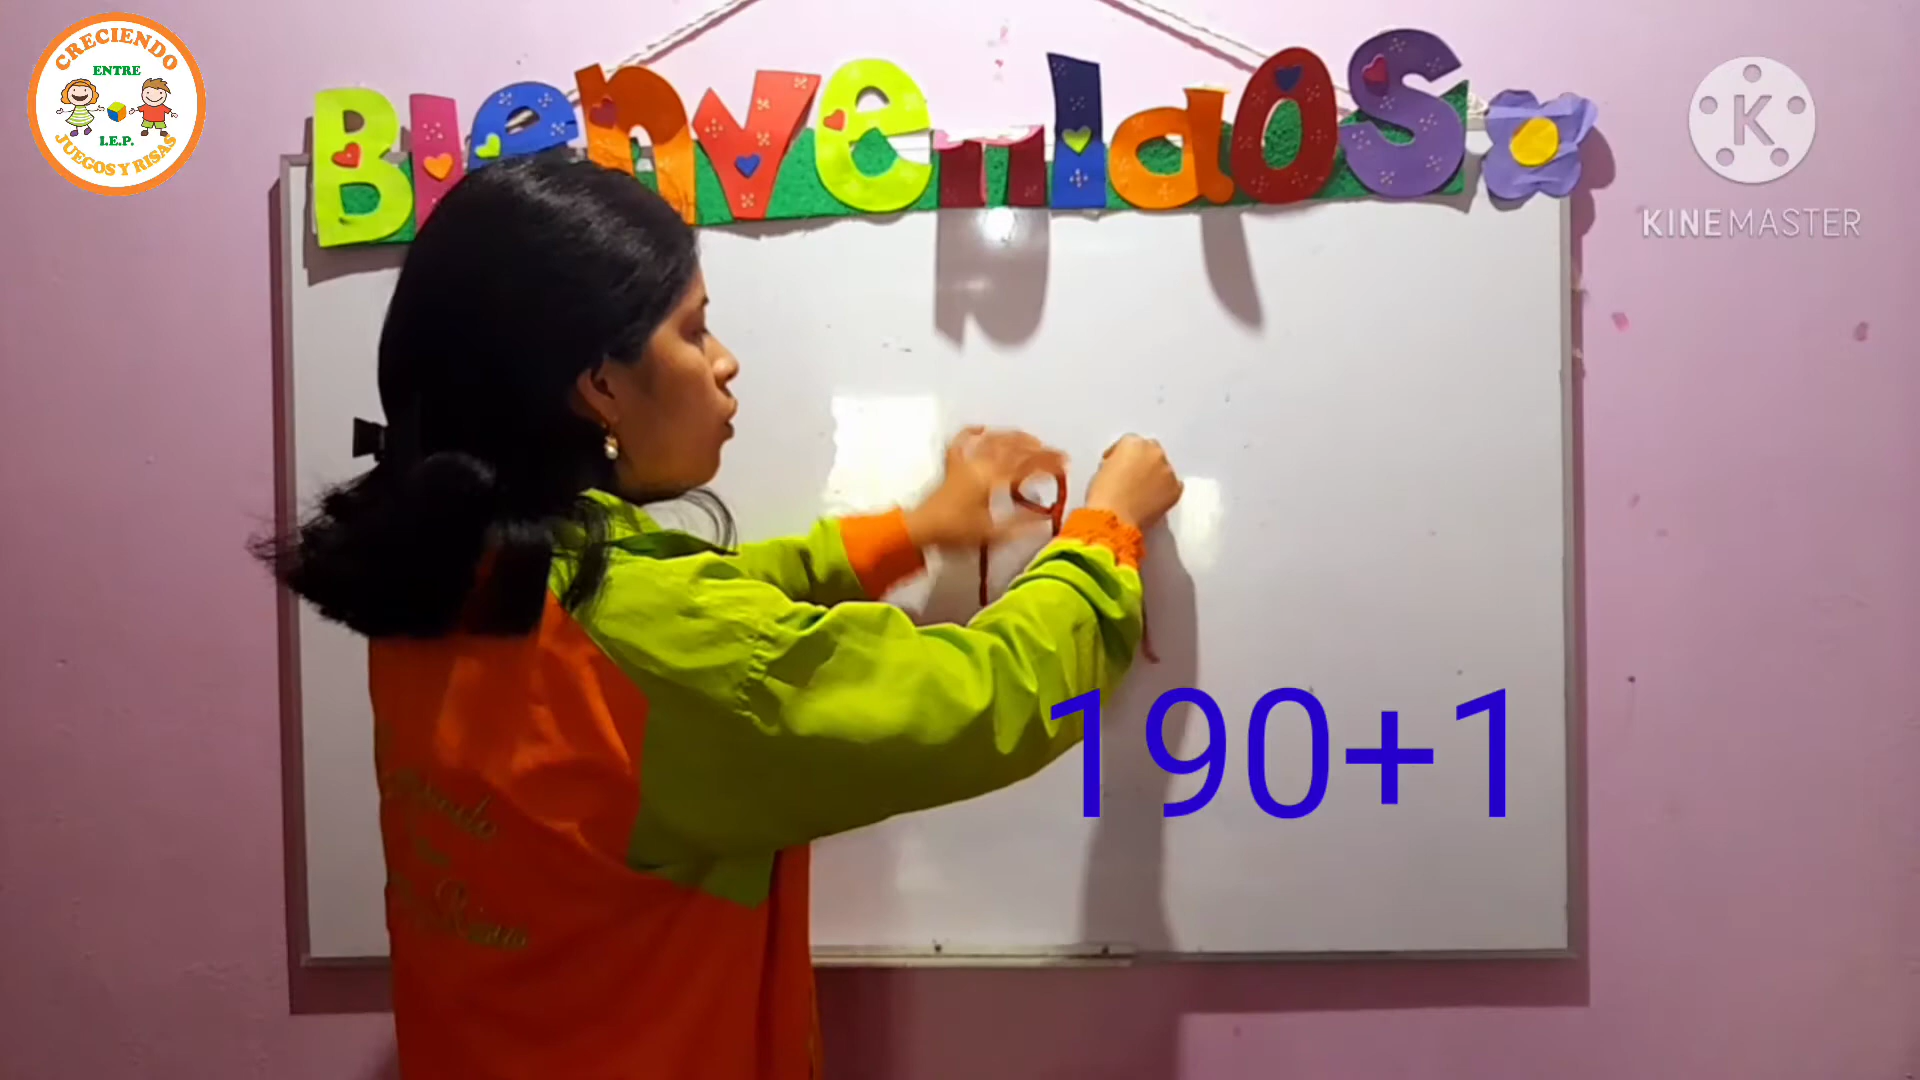 CRECIENDO
ENTRE
I.E.P.
JUEGOS Y RISAS
Bienvenidos
K
KINEMASTER
190+1